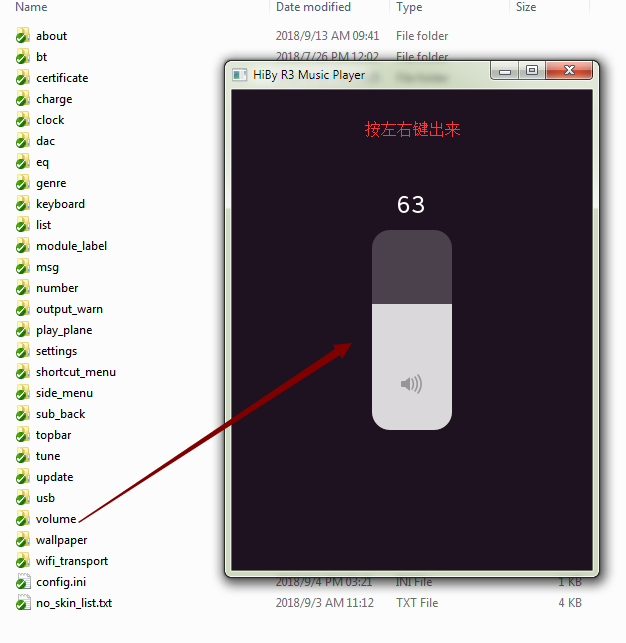 Name Date modified Type Size
about 2018/9/13 AM 09:41 File folder
bt 2018/7/26 PM 12:02 File folder
certificate
charge
clock
dac
eq
genre
keyboard
list
module_label
msg
number
output_warn
play_plane
settings
shortcut_menu
side_menu
sub_back
topbar
tune
update
usb
volume
wallpaper
wifi_transport
config.ini 2018/9/4 PM 03:21 INI File 1 KB
no_skin_list.txt 2018/9/3 AM 11:12 TXT File 4 KB
HiBy R3 Music Player
按左右键出来
63